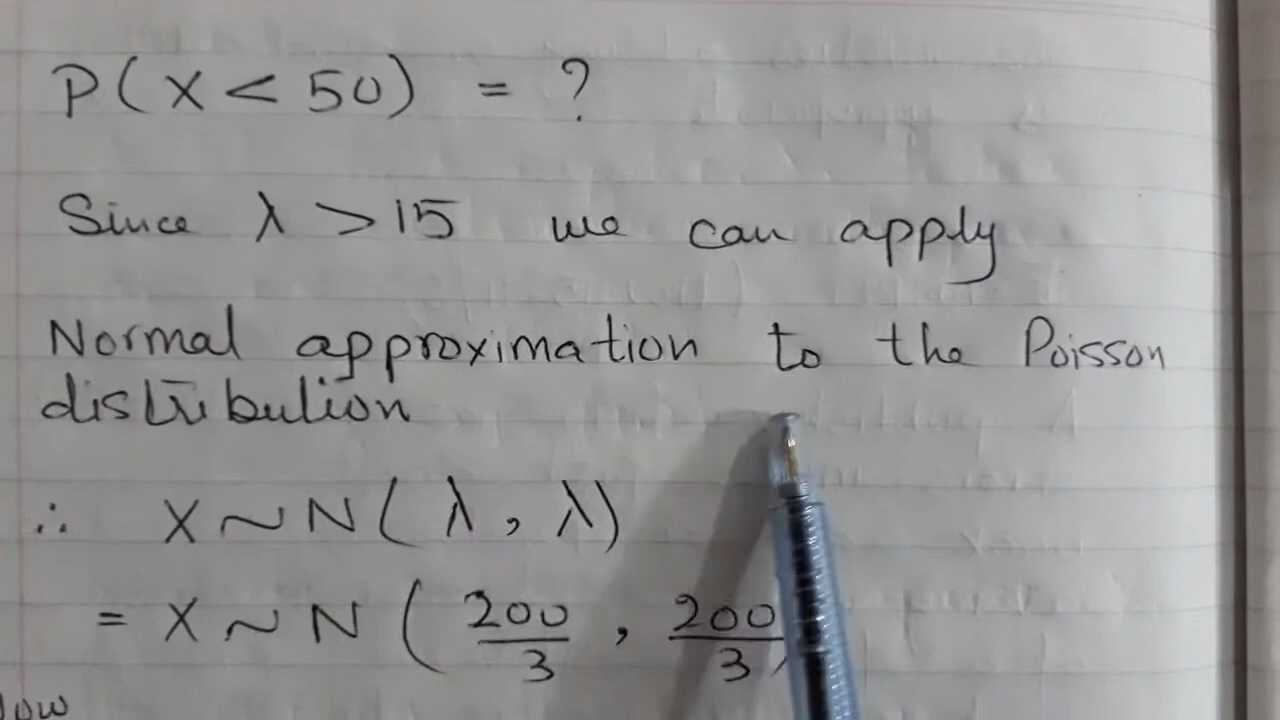 P(X < 50) = ?
Since λ > 15 we can apply
Normal approximation to the Poisson
distribution
∴ X ~ N(λ, λ)
= X ~ N(200/3, 200/3)